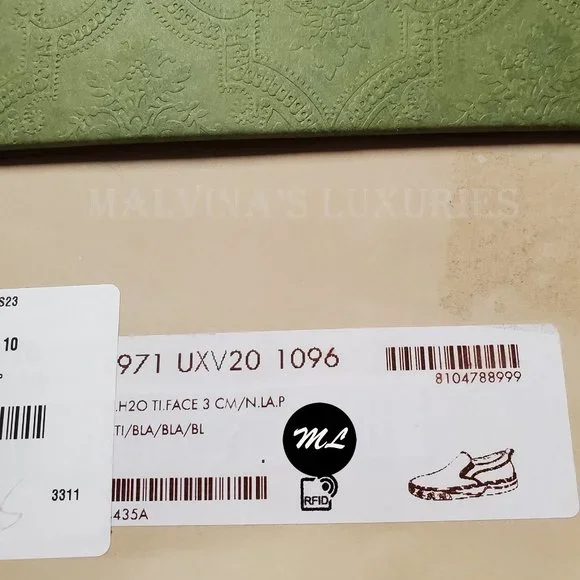 MALVINA'S LUXURIES
S23
10
3311
971 UXV20 1096
8104788999
.H2O TI.FACE 3 CM/N.LA.P
TI/BLA/BLA/BL
ML
RFID
435A